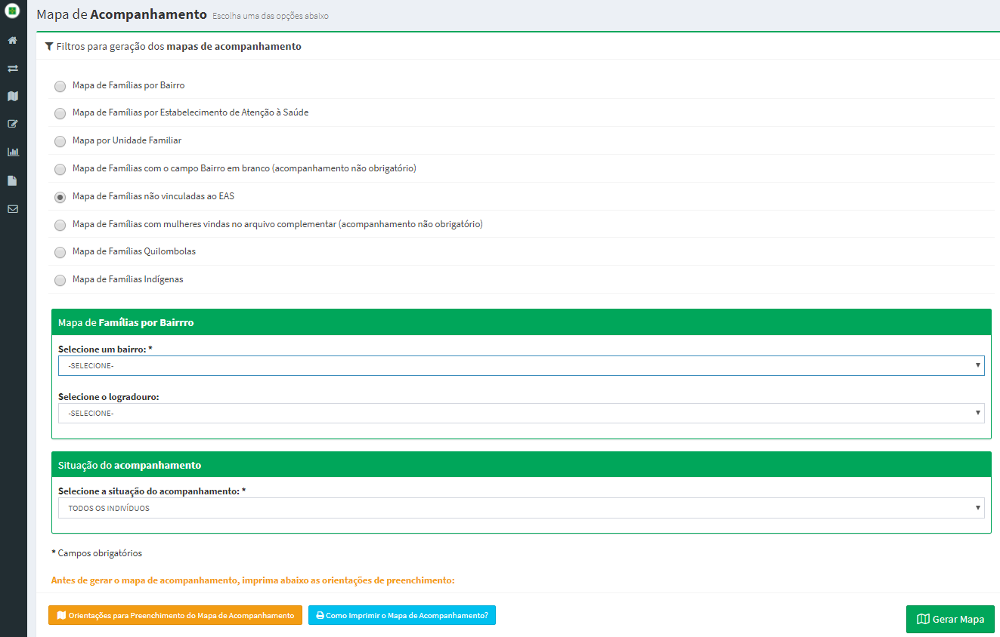 Mapa de Acompanhamento Escolha uma das opções abaixo
Filtros para geração dos mapas de acompanhamento
Mapa de Famílias por Bairro
Mapa de Famílias por Estabelecimento de Atenção à Saúde
Mapa por Unidade Familiar
Mapa de Famílias com o campo Bairro em branco (acompanhamento não obrigatório)
Mapa de Famílias não vinculadas ao EAS
Mapa de Famílias com mulheres vindas no arquivo complementar (acompanhamento não obrigatório)
Mapa de Famílias Quilombolas
Mapa de Famílias Indígenas
Mapa de Famílias por Bairrro
Selecione um bairro: *
-SELECIONE-
Selecione o logradouro:
-SELECIONE-
Situação do acompanhamento
Selecione a situação do acompanhamento: *
TODOS OS INDIVÍDUOS
* Campos obrigatórios
Antes de gerar o mapa de acompanhamento, imprima abaixo as orientações de preenchimento:
Orientações para Preenchimento do Mapa de Acompanhamento
Como Imprimir o Mapa de Acompanhamento?
Gerar Mapa